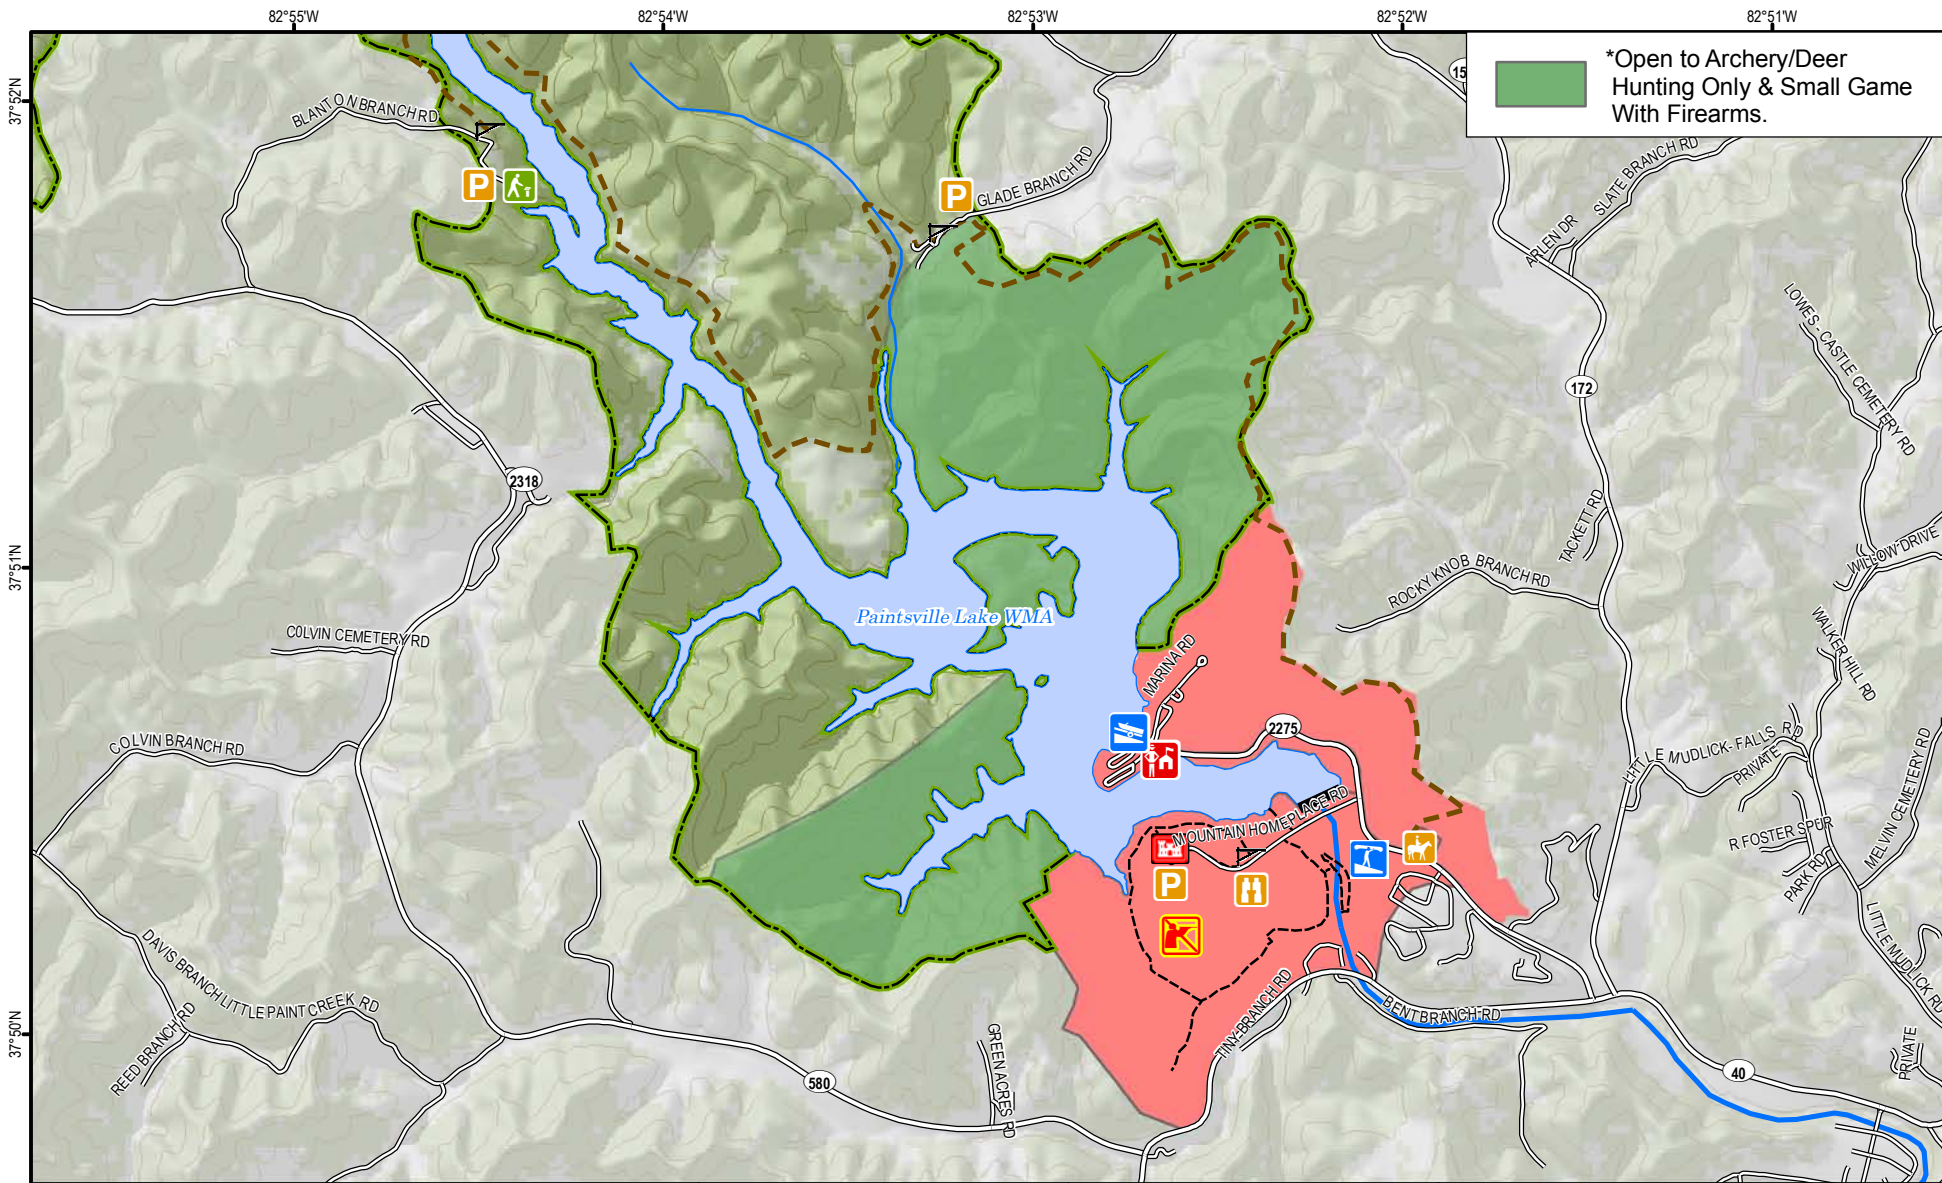 82°55'W
82°54'W
82°53'W
82°52'W
82°51'W
37°52'N
37°51'N
37°50'N
*Open to Archery/Deer
Hunting Only & Small Game
With Firearms.
BLANTON BRANCH RD
P
P
GLADE BRANCH RD
SLATE BRANCH RD
ARLEN DR
LOWES - CASTLE CEMETERY RD
172
2318
TACKETT RD
WILLOW DRIVE
ROCKY KNOB BRANCH RD
Paintsville Lake WMA
COLVIN CEMETERY RD
WALKER HILL RD
MARINA RD
COLVIN BRANCH RD
2275
LITTLE MUDLICK-FALLS RD
PRIVATE
MELVIN CEMETERY RD
MOUNTAIN HOMEPLACE RD
R FOSTER SPUR
PARK RD
P
LITTLE MUDLICK RD
DAVIS BRANCH LITTLE PAINT CREEK RD
REED BRANCH RD
TINY-BRANCH RD
BENT BRANCH RD
GREEN ACRES RD
PRIVATE
580
40